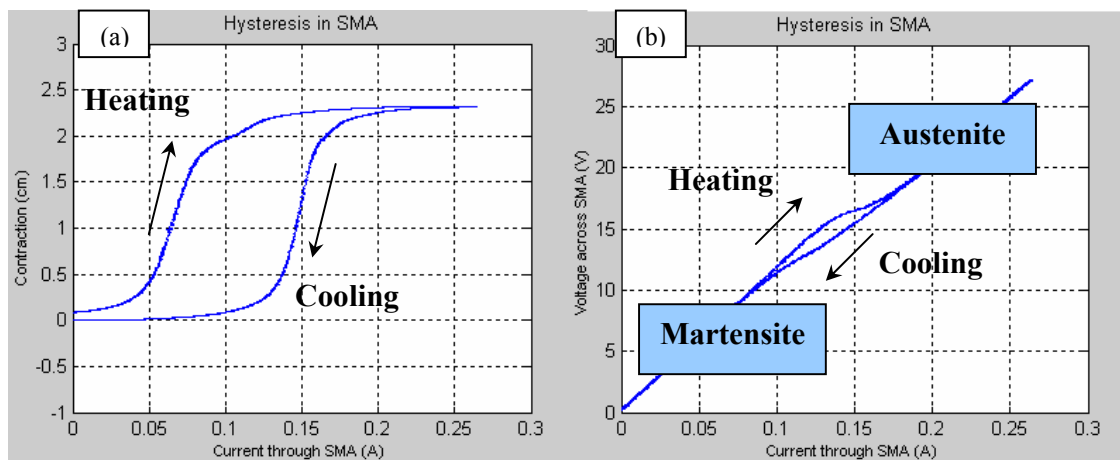 (a)
Hysteresis in SMA
3
2.5
2
1.5
1
0.5
0
-0.5
-1
Contraction (cm)
Heating
Cooling
0 0.05 0.1 0.15 0.2 0.25 0.3
Current through SMA (A)
(b)
Hysteresis in SMA
30
25
20
15
10
5
0
Voltage across SMA (V)
Austenite
Heating
Cooling
Martensite
0 0.05 0.1 0.15 0.2 0.25 0.3
Current through SMA (A)